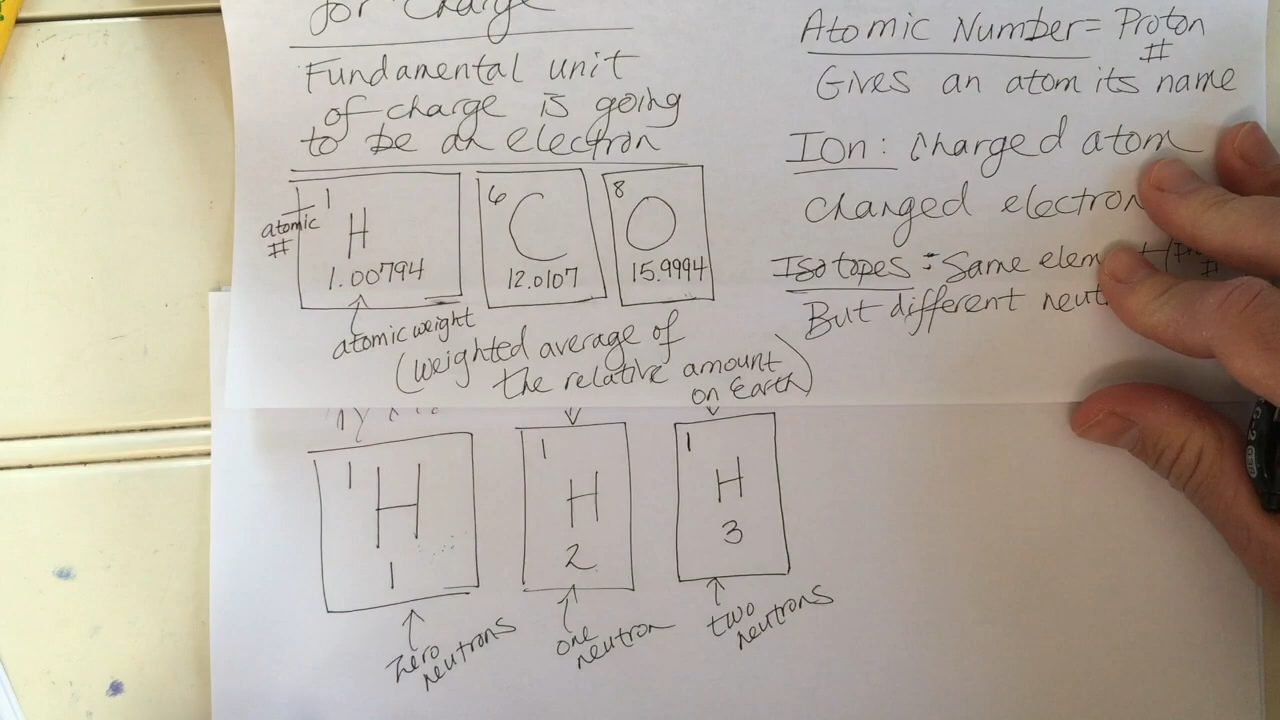 for Charge
Fundamental unit
of charge is going
to be an electron
1
H
1.00794
atomic
#
6
C
12.0107
8
O
15.9994
atomic weight
(weighted average of
the relative amount
on Earth)
Atomic Number = Proton
#
Gives an atom its name
Ion: Charged atom
changed electron
Isotopes: Same elem
#
But different neut
1
H
1
zero
neutrons
1
H
2
one
neutron
1
H
3
two
neutrons